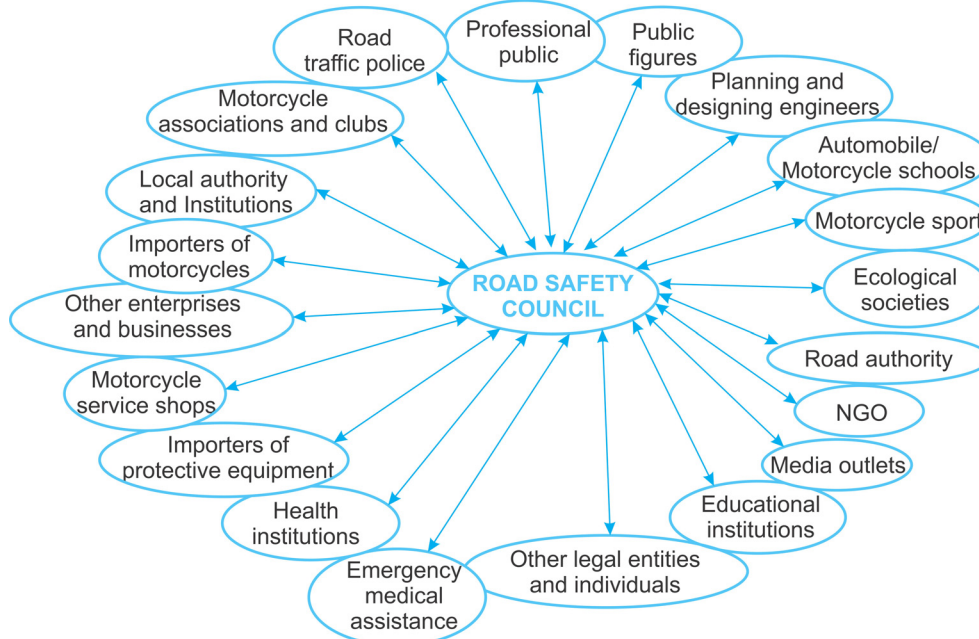 Professional
public
Public
figures
Planning and
designing engineers
Automobile/
Motorcycle schools
Motorcycle sport
Ecological
societies
Road authority
NGO
Media outlets
Educational
institutions
Other legal entities
and individuals
Emergency
medical
assistance
Health
institutions
Importers of
protective equipment
Motorcycle
service shops
Other enterprises
and businesses
Importers of
motorcycles
Local authority
and Institutions
Motorcycle
associations and clubs
Road
traffic police
ROAD SAFETY
COUNCIL